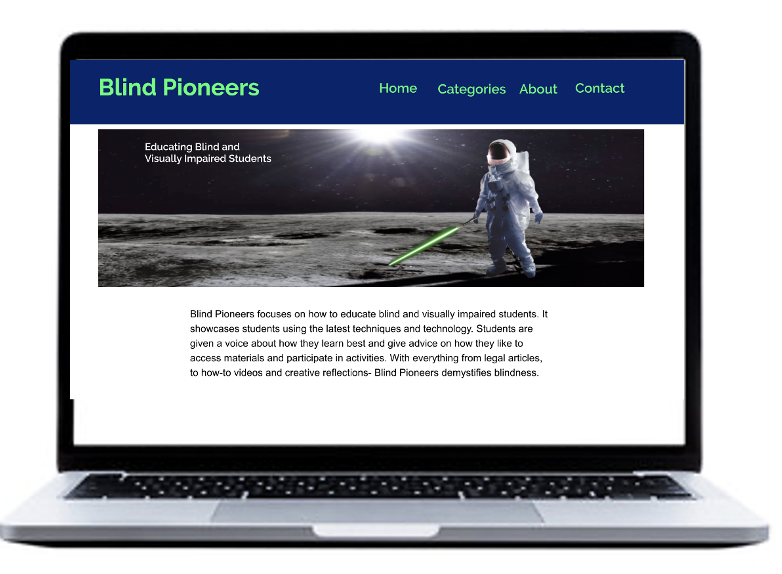 Blind Pioneers
Home Categories About Contact
Educating Blind and
Visually Impaired Students
Blind Pioneers focuses on how to educate blind and visually impaired students. It
showcases students using the latest techniques and technology. Students are
given a voice about how they learn best and give advice on how they like to
access materials and participate in activities. With everything from legal articles,
to how-to videos and creative reflections- Blind Pioneers demystifies blindness.